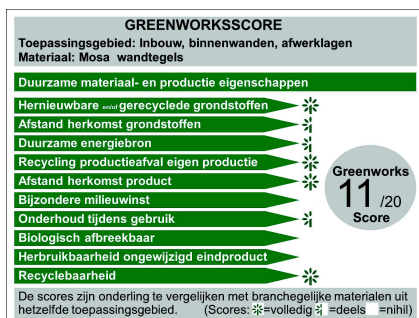 GREENWORKSSCORE
Toepassingsgebied: Inbouw, binnenwanden, afwerklagen
Materiaal: Mosa wandtegels
Duurzame materiaal- en productie eigenschappen
Hernieuwbare en/of gerecyclede grondstoffen
Afstand herkomst grondstoffen
Duurzame energiebron
Recycling productieafval eigen productie
Afstand herkomst product
Bijzondere milieuwinst
Onderhoud tijdens gebruik
Biologisch afbreekbaar
Herbruikbaarheid ongewijzigd eindproduct
Recyclebaarheid
Greenworks
11 /20
Score
De scores zijn onderling te vergelijken met branchegelijke materialen uit
hetzelfde toepassingsgebied. (Scores: =volledig =deels =nihil)